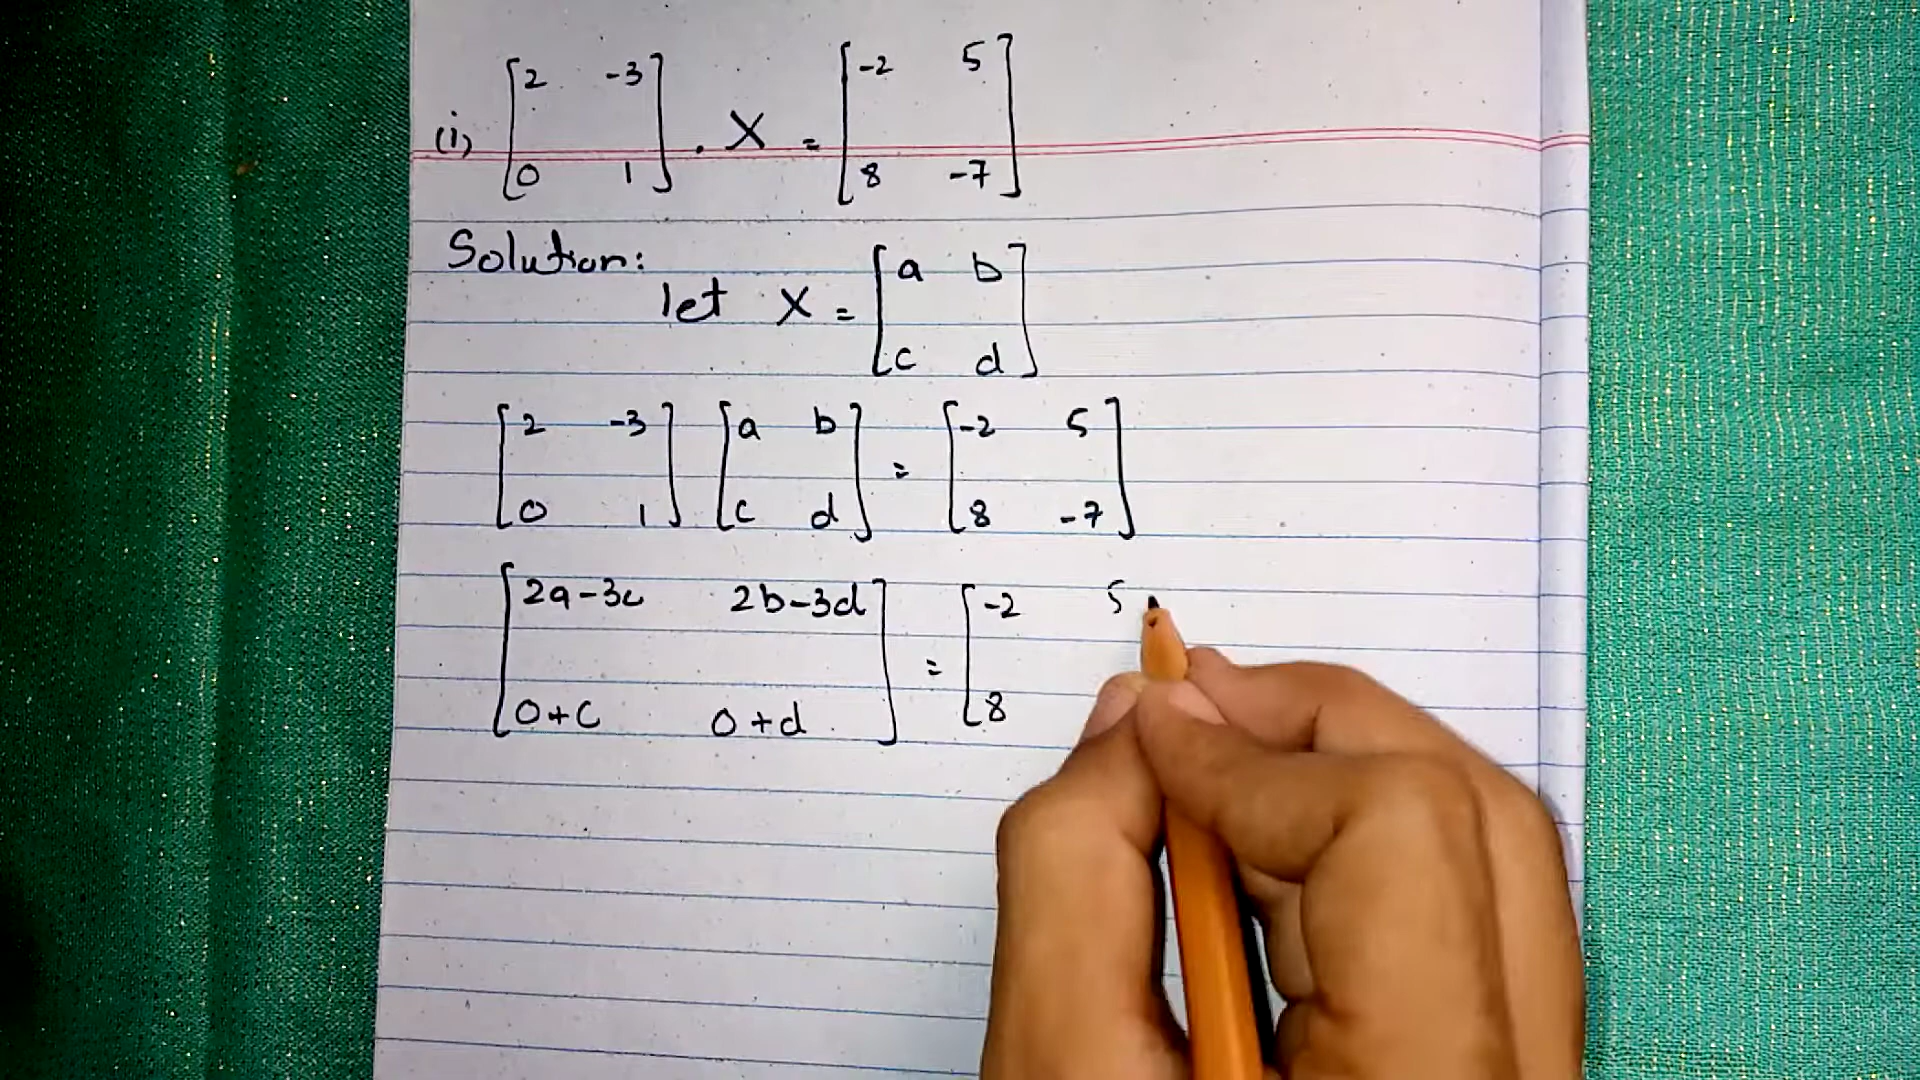 (i) [2 -3
0 1] . X = [-2 5
8 -7]
Solution:
let X = [a b
c d]
[2 -3
0 1] [a b
c d] = [-2 5
8 -7]
[2a-3c 2b-3d
0+c 0+d] = [-2 5
8